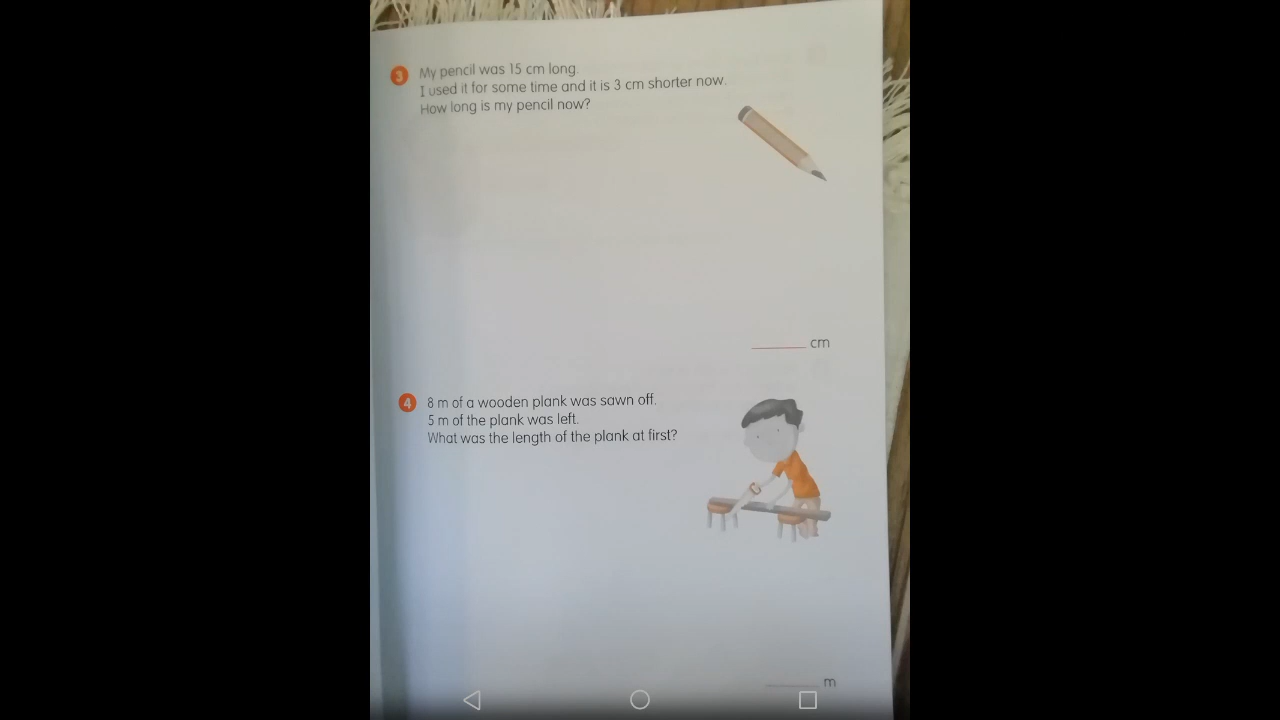 3 My pencil was 15 cm long.
I used it for some time and it is 3 cm shorter now.
How long is my pencil now?
cm
4 8 m of a wooden plank was sawn off.
5 m of the plank was left.
What was the length of the plank at first?
m